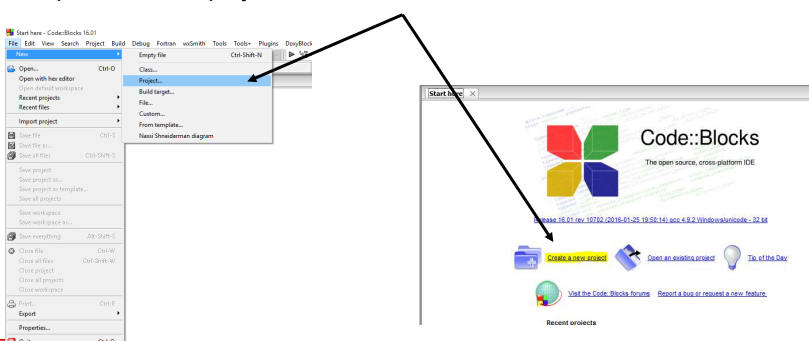 Start here - Code::Blocks 16.01
File Edit View Search Project Build Debug Fortran wxSmith Tools Tools+ Plugins DoxyBlock
New
Open... Ctrl-O
Open with hex editor
Open default workspace
Recent projects
Recent files
Import project
Save file Ctrl-S
Save file as...
Save all files Ctrl-Shift-S
Save project
Save project as...
Save project as template...
Save all projects
Save workspace
Save workspace as...
Save everything Alt-Shift-S
Close file Ctrl-W
Close all files Ctrl-Shift-W
Close project
Close all projects
Close workspace
Print... Ctrl-P
Export
Properties...
Empty file Ctrl-Shift-N
Class...
Project...
Build target...
File...
Custom...
From template...
Nassi Shneiderman diagram
Start here
Code::Blocks
The open source, cross-platform IDE
Release 16.01 rev 10702 (2016-01-25 19:50:14) gcc 4.9.2 Windows/unicode - 32 bit
Create a new project Open an existing project Tip of the Day
Visit the Code::Blocks forums Report a bug or request a new feature
Recent projects